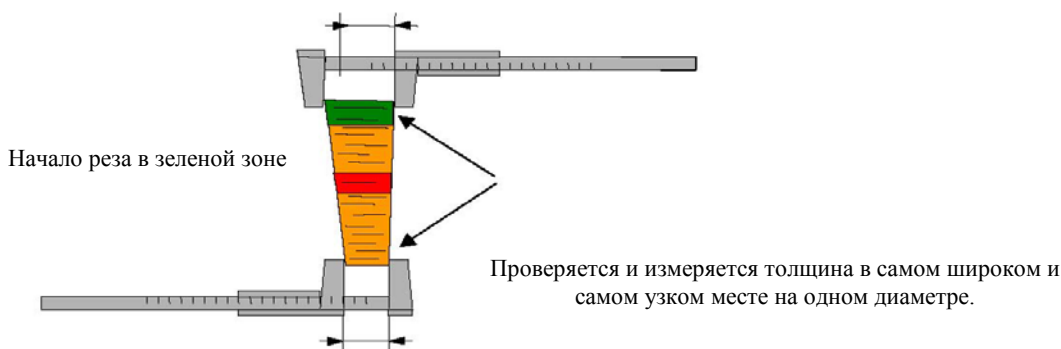 Начало реза в зеленой зоне
Проверяется и измеряется толщина в самом широком и
самом узком месте на одном диаметре.